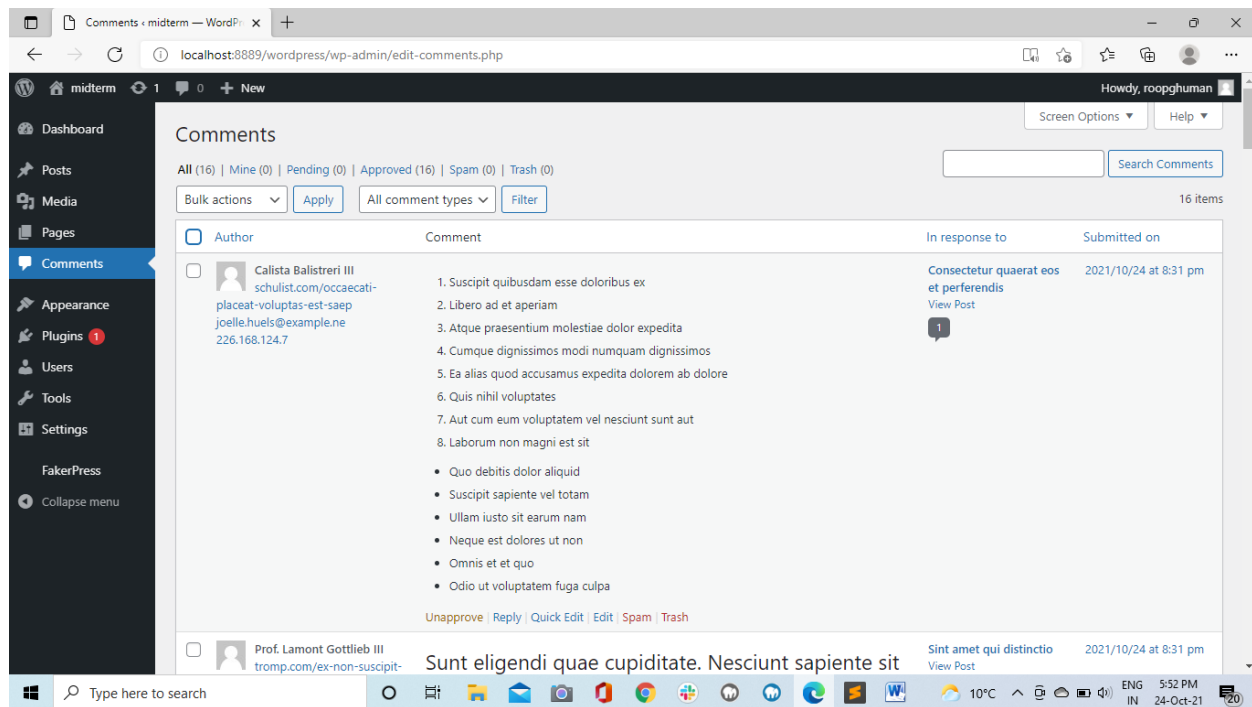 Comments ‹ midterm — WordPr
localhost:8889/wordpress/wp-admin/edit-comments.php
midterm 1 0 New Howdy, roopghuman
Screen Options Help
Dashboard
Posts
Media
Pages
Comments
Appearance
Plugins 1
Users
Tools
Settings
FakerPress
Collapse menu
Comments
All (16) | Mine (0) | Pending (0) | Approved (16) | Spam (0) | Trash (0)
Search Comments
Bulk actions Apply All comment types Filter
16 items
Author Comment In response to Submitted on
Calista Balistreri III
schulist.com/occaecati-
placeat-voluptas-est-saep
joelle.huels@example.ne
226.168.124.7
1. Suscipit quibusdam esse doloribus ex
2. Libero ad et aperiam
3. Atque praesentium molestiae dolor expedita
4. Cumque dignissimos modi numquam dignissimos
5. Ea alias quod accusamus expedita dolorem ab dolore
6. Quis nihil voluptates
7. Aut cum eum voluptatem vel nesciunt sunt aut
8. Laborum non magni est sit
• Quo debitis dolor aliquid
• Suscipit sapiente vel totam
• Ullam iusto sit earum nam
• Neque est dolores ut non
• Omnis et et quo
• Odio ut voluptatem fuga culpa
Unapprove | Reply | Quick Edit | Edit | Spam | Trash
Consectetur quaerat eos
et perferendis
View Post
1
2021/10/24 at 8:31 pm
Prof. Lamont Gottlieb III
tromp.com/ex-non-suscipit-
Sunt eligendi quae cupiditate. Nesciunt sapiente sit
Sint amet qui distinctio
View Post
2021/10/24 at 8:31 pm
Type here to search
10°C
ENG
IN
5:52 PM
24-Oct-21
20